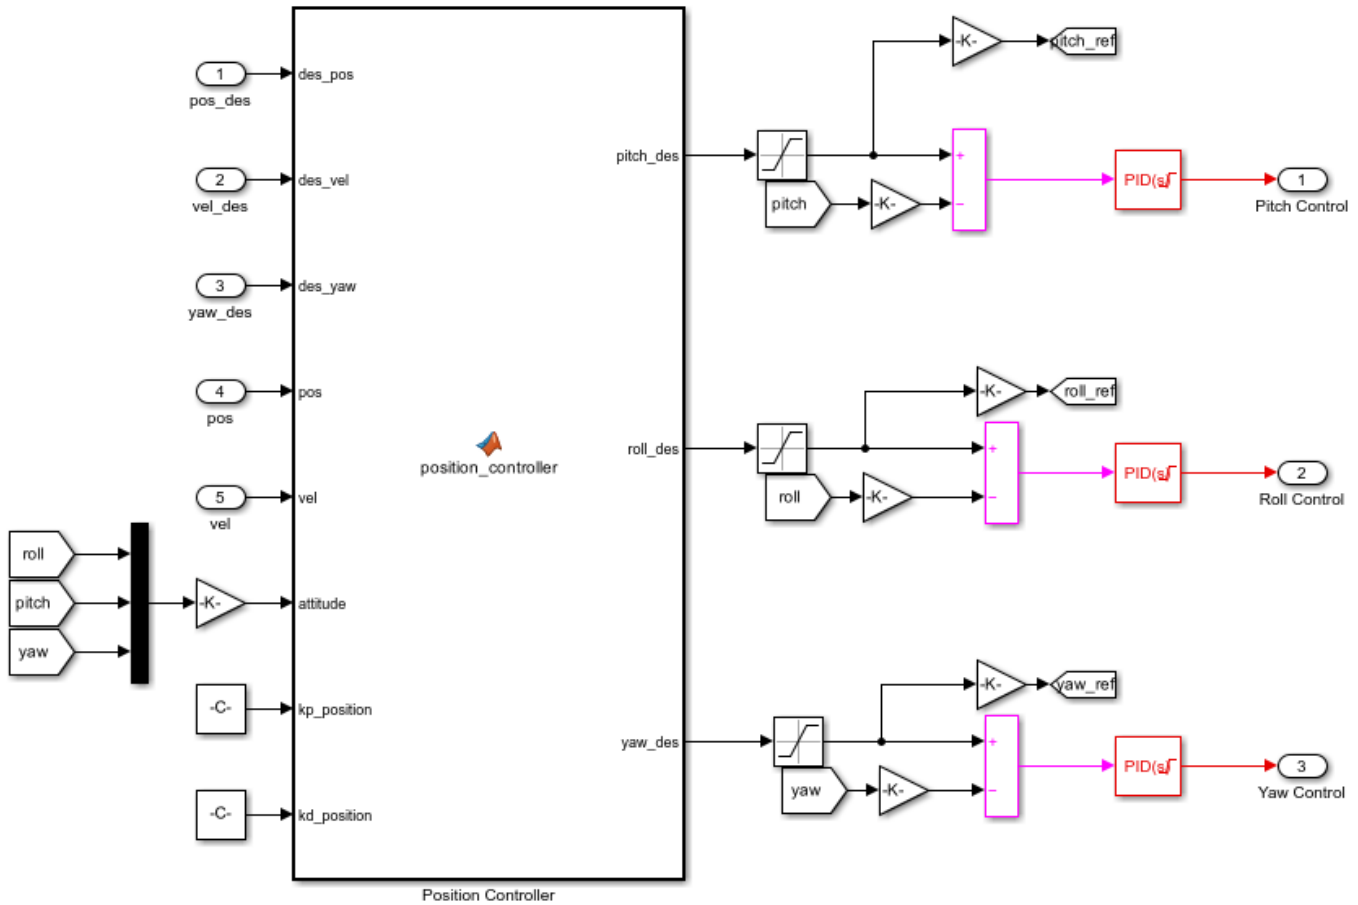 1
pos_des
des_pos
2
vel_des
des_vel
3
yaw_des
des_yaw
4
pos
pos
5
vel
vel
roll
pitch
yaw
-K-
attitude
-C-
kp_position
-C-
kd_position
position_controller
Position Controller
pitch_des
-K-
pitch_ref
pitch
-K-
+
−
PID(s)
1
Pitch Control
roll_des
-K-
roll_ref
roll
-K-
+
−
PID(s)
2
Roll Control
yaw_des
-K-
yaw_ref
yaw
-K-
+
−
PID(s)
3
Yaw Control